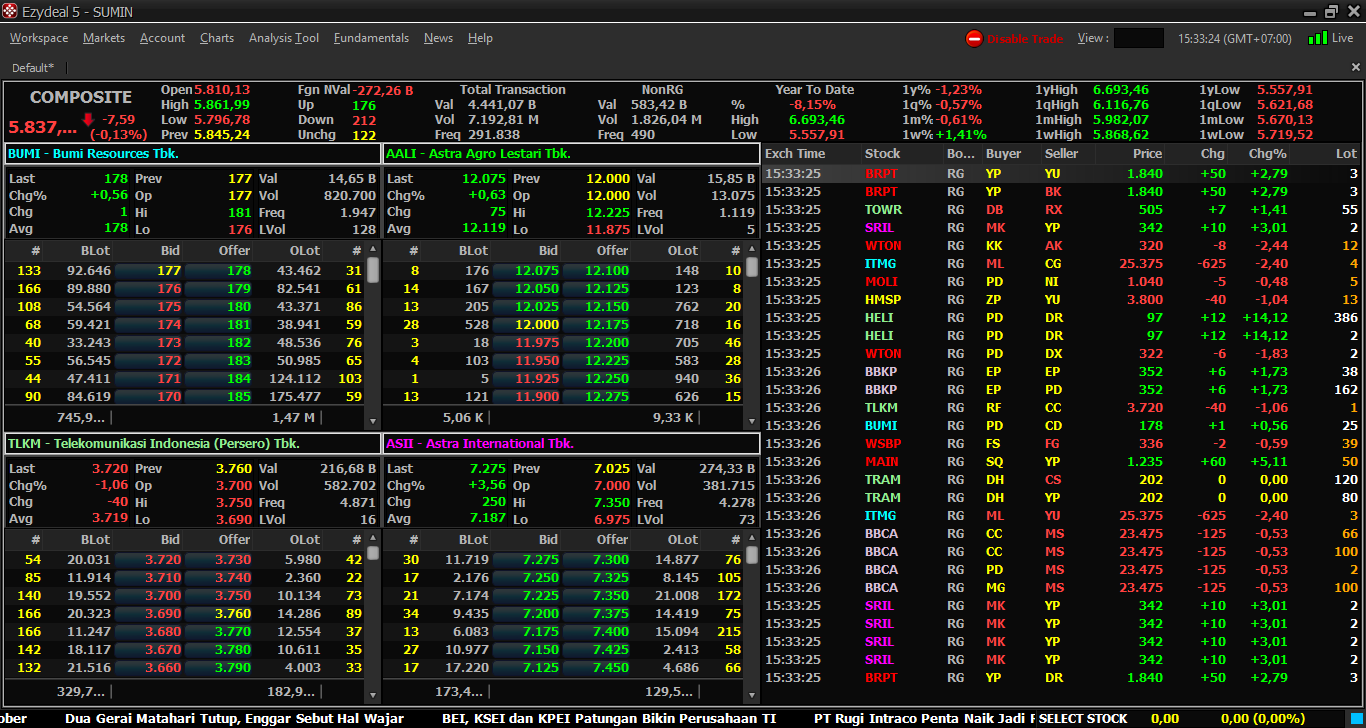 Ezydeal 5 - SUMIN
Workspace Markets Account Charts Analysis Tool Fundamentals News Help Disable Trade View : 15:33:24 (GMT+07:00) Live
Default*
COMPOSITE
5.837,... -7,59 (-0,13%)
Open 5.810,13 Fgn NVal -272,26 B Total Transaction NonRG Year To Date 1y% -1,23% 1yHigh 6.693,46 1yLow 5.557,91
High 5.861,99 Up 176 Val 4.441,07 B Val 583,42 B % -8,15% 1q% -0,57% 1qHigh 6.116,76 1qLow 5.621,68
Low 5.796,78 Down 212 Vol 7.192,81 M Vol 1.826,04 M High 6.693,46 1m% -0,61% 1mHigh 5.982,07 1mLow 5.670,13
Prev 5.845,24 Unchg 122 Freq 291.838 Freq 490 Low 5.557,91 1w% +1,41% 1wHigh 5.868,62 1wLow 5.719,52
BUMI - Bumi Resources Tbk.
Last 178 Prev 177 Val 14,65 B
Chg% +0,56 Op 177 Vol 820.700
Chg 1 Hi 181 Freq 1.947
Avg 178 Lo 176 LVol 128
# BLot Bid Offer OLot #
133 92.646 177 178 43.462 31
166 89.880 176 179 82.541 61
108 54.564 175 180 43.371 86
68 59.421 174 181 38.941 59
40 33.243 173 182 48.536 76
55 56.545 172 183 50.985 65
44 47.411 171 184 124.112 103
90 84.619 170 185 175.477 59
745,9... 1,47 M
AALI - Astra Agro Lestari Tbk.
Last 12.075 Prev 12.000 Val 15,85 B
Chg% +0,63 Op 12.000 Vol 13.075
Chg 75 Hi 12.225 Freq 1.119
Avg 12.119 Lo 11.875 LVol 5
# BLot Bid Offer OLot #
8 176 12.075 12.100 148 10
14 167 12.050 12.125 123 8
13 205 12.025 12.150 762 20
28 528 12.000 12.175 718 16
3 18 11.975 12.200 705 46
4 103 11.950 12.225 583 28
1 5 11.925 12.250 940 36
13 121 11.900 12.275 626 15
5,06 K 9,33 K
TLKM - Telekomunikasi Indonesia (Persero) Tbk.
Last 3.720 Prev 3.760 Val 216,68 B
Chg% -1,06 Op 3.700 Vol 582.702
Chg -40 Hi 3.750 Freq 4.871
Avg 3.719 Lo 3.690 LVol 16
# BLot Bid Offer OLot #
54 20.031 3.720 3.730 5.980 42
85 11.914 3.710 3.740 2.360 22
140 19.552 3.700 3.750 10.134 73
166 20.323 3.690 3.760 14.286 89
166 11.247 3.680 3.770 12.554 37
142 18.117 3.670 3.780 10.611 35
132 21.516 3.660 3.790 4.003 33
329,7... 182,9...
ASII - Astra International Tbk.
Last 7.275 Prev 7.025 Val 274,33 B
Chg% +3,56 Op 7.000 Vol 381.715
Chg 250 Hi 7.350 Freq 4.278
Avg 7.187 Lo 6.975 LVol 73
# BLot Bid Offer OLot #
30 11.719 7.275 7.300 14.877 76
17 2.176 7.250 7.325 8.145 105
21 7.174 7.225 7.350 21.008 172
34 9.435 7.200 7.375 14.419 75
13 6.083 7.175 7.400 15.094 215
27 10.977 7.150 7.425 2.413 58
17 17.220 7.125 7.450 4.686 66
173,4... 129,5...
Exch Time Stock Bo... Buyer Seller Price Chg Chg% Lot
15:33:25 BRPT RG YP YU 1.840 +50 +2,79 3
15:33:25 BRPT RG YP BK 1.840 +50 +2,79 3
15:33:25 TOWR RG DB RX 505 +7 +1,41 55
15:33:25 SRIL RG MK YP 342 +10 +3,01 2
15:33:25 WTON RG KK AK 320 -8 -2,44 12
15:33:25 ITMG RG ML CG 25.375 -625 -2,40 4
15:33:25 MOLI RG PD NI 1.040 -5 -0,48 5
15:33:25 HMSP RG ZP YU 3.800 -40 -1,04 13
15:33:25 HELI RG PD DR 97 +12 +14,12 386
15:33:25 HELI RG PD DR 97 +12 +14,12 2
15:33:25 WTON RG PD DX 322 -6 -1,83 2
15:33:26 BBKP RG EP EP 352 +6 +1,73 38
15:33:26 BBKP RG EP PD 352 +6 +1,73 162
15:33:26 TLKM RG RF CC 3.720 -40 -1,06 1
15:33:26 BUMI RG PD CD 178 +1 +0,56 25
15:33:26 WSBP RG FS FG 336 -2 -0,59 39
15:33:26 MAIN RG SQ YP 1.235 +60 +5,11 50
15:33:26 TRAM RG DH CS 202 0 0,00 120
15:33:26 TRAM RG DH YP 202 0 0,00 80
15:33:26 ITMG RG ML YU 25.375 -625 -2,40 3
15:33:26 BBCA RG CC MS 23.475 -125 -0,53 66
15:33:26 BBCA RG CC MS 23.475 -125 -0,53 100
15:33:26 BBCA RG PD MS 23.475 -125 -0,53 2
15:33:26 BBCA RG MG MS 23.475 -125 -0,53 100
15:33:25 SRIL RG MK YP 342 +10 +3,01 2
15:33:25 SRIL RG MK YP 342 +10 +3,01 2
15:33:25 SRIL RG MK YP 342 +10 +3,01 2
15:33:25 SRIL RG MK YP 342 +10 +3,01 2
15:33:25 BRPT RG YP DR 1.840 +50 +2,79 3
ober Dua Gerai Matahari Tutup, Enggar Sebut Hal Wajar BEI, KSEI dan KPEI Patungan Bikin Perusahaan TI PT Rugi Intraco Penta Naik Jadi SELECT STOCK 0,00 0,00 (0,00%)